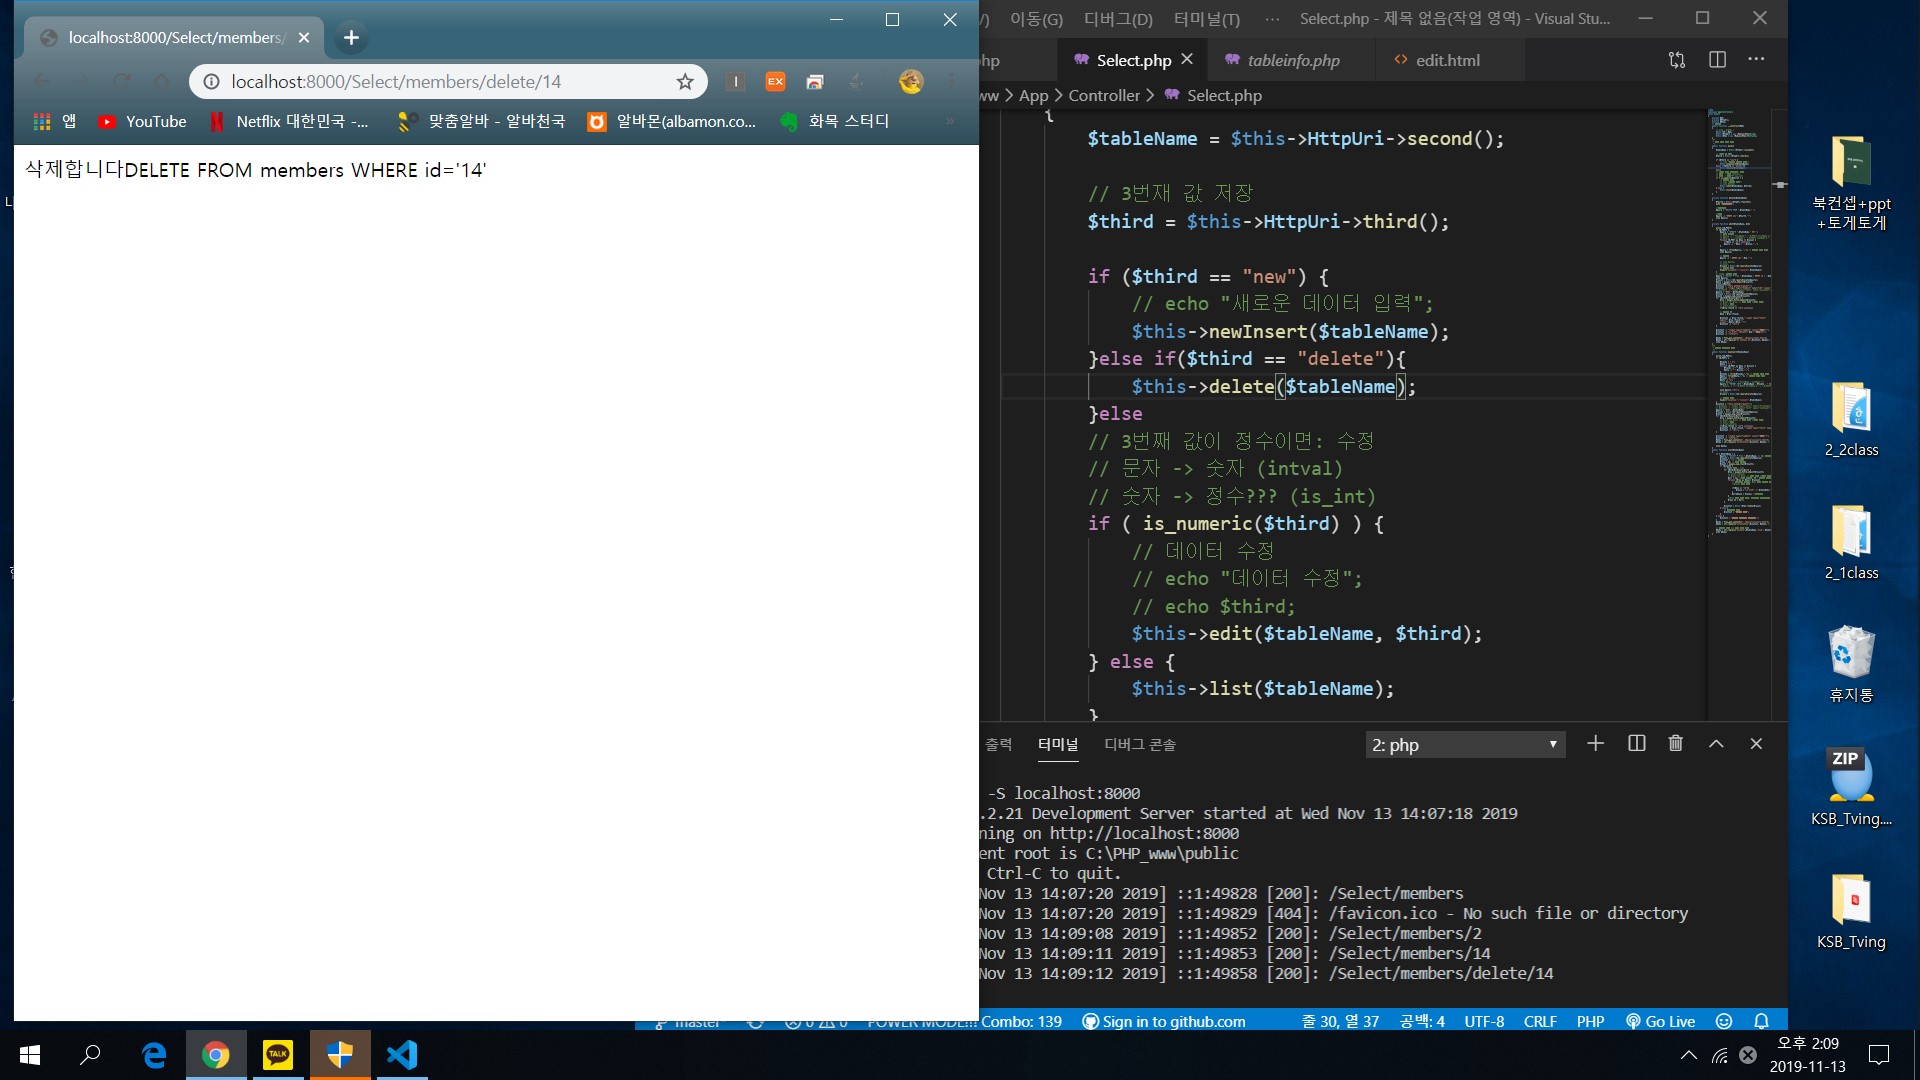 localhost:8000/Select/members/
localhost:8000/Select/members/delete/14
EX
앱
YouTube
Netflix 대한민국 -...
맞춤알바 - 알바천국
알바몬(albamon.co...
화목 스터디
삭제합니다DELETE FROM members WHERE id='14'
이동(G) 디버그(D) 터미널(T) ··· Select.php - 제목 없음(작업 영역) - Visual Stu...
hp Select.php tableinfo.php edit.html
ww > App > Controller > Select.php
{
$tableName = $this->HttpUri->second();
// 3번재 값 저장
$third = $this->HttpUri->third();
if ($third == "new") {
// echo "새로운 데이터 입력";
$this->newInsert($tableName);
}else if($third == "delete"){
$this->delete($tableName);
}else
// 3번째 값이 정수이면: 수정
// 문자 -> 숫자 (intval)
// 숫자 -> 정수??? (is_int)
if ( is_numeric($third) ) {
// 데이터 수정
// echo "데이터 수정";
// echo $third;
$this->edit($tableName, $third);
} else {
$this->list($tableName);
}
출력 터미널 디버그 콘솔 2: php
-S localhost:8000
.2.21 Development Server started at Wed Nov 13 14:07:18 2019
ning on http://localhost:8000
ent root is C:\PHP_www\public
Ctrl-C to quit.
Nov 13 14:07:20 2019] ::1:49828 [200]: /Select/members
Nov 13 14:07:20 2019] ::1:49829 [404]: /favicon.ico - No such file or directory
Nov 13 14:09:08 2019] ::1:49852 [200]: /Select/members/2
Nov 13 14:09:11 2019] ::1:49853 [200]: /Select/members/14
Nov 13 14:09:12 2019] ::1:49858 [200]: /Select/members/delete/14
master 0 0 POWER MODE!!! Combo: 139 Sign in to github.com 줄 30, 열 37 공백: 4 UTF-8 CRLF PHP Go Live
북컨셉+ppt
+토게토게
2_2class
2_1class
휴지통
ZIP
KSB_Tving....
KSB_Tving
TALK
오후 2:09
2019-11-13